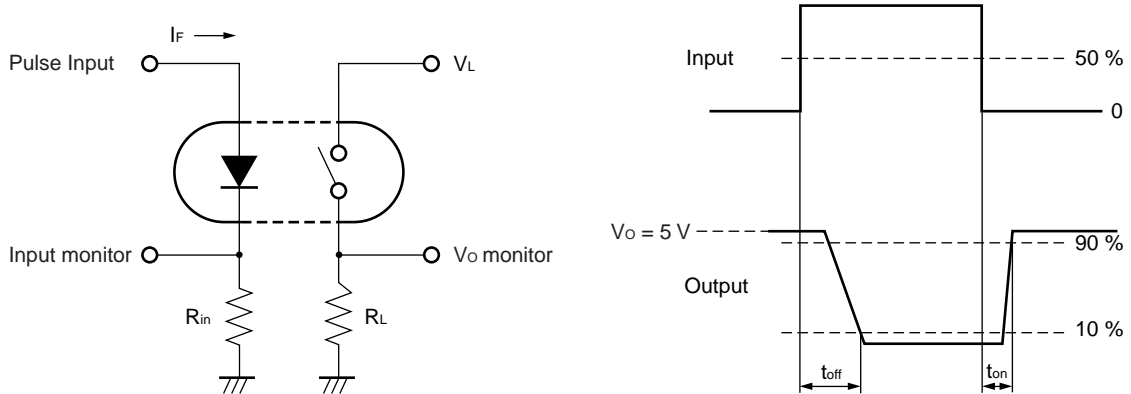 IF
Pulse Input
VL
Input monitor
VO monitor
Rin
RL
Input
50 %
0
VO = 5 V
90 %
Output
10 %
toff
ton